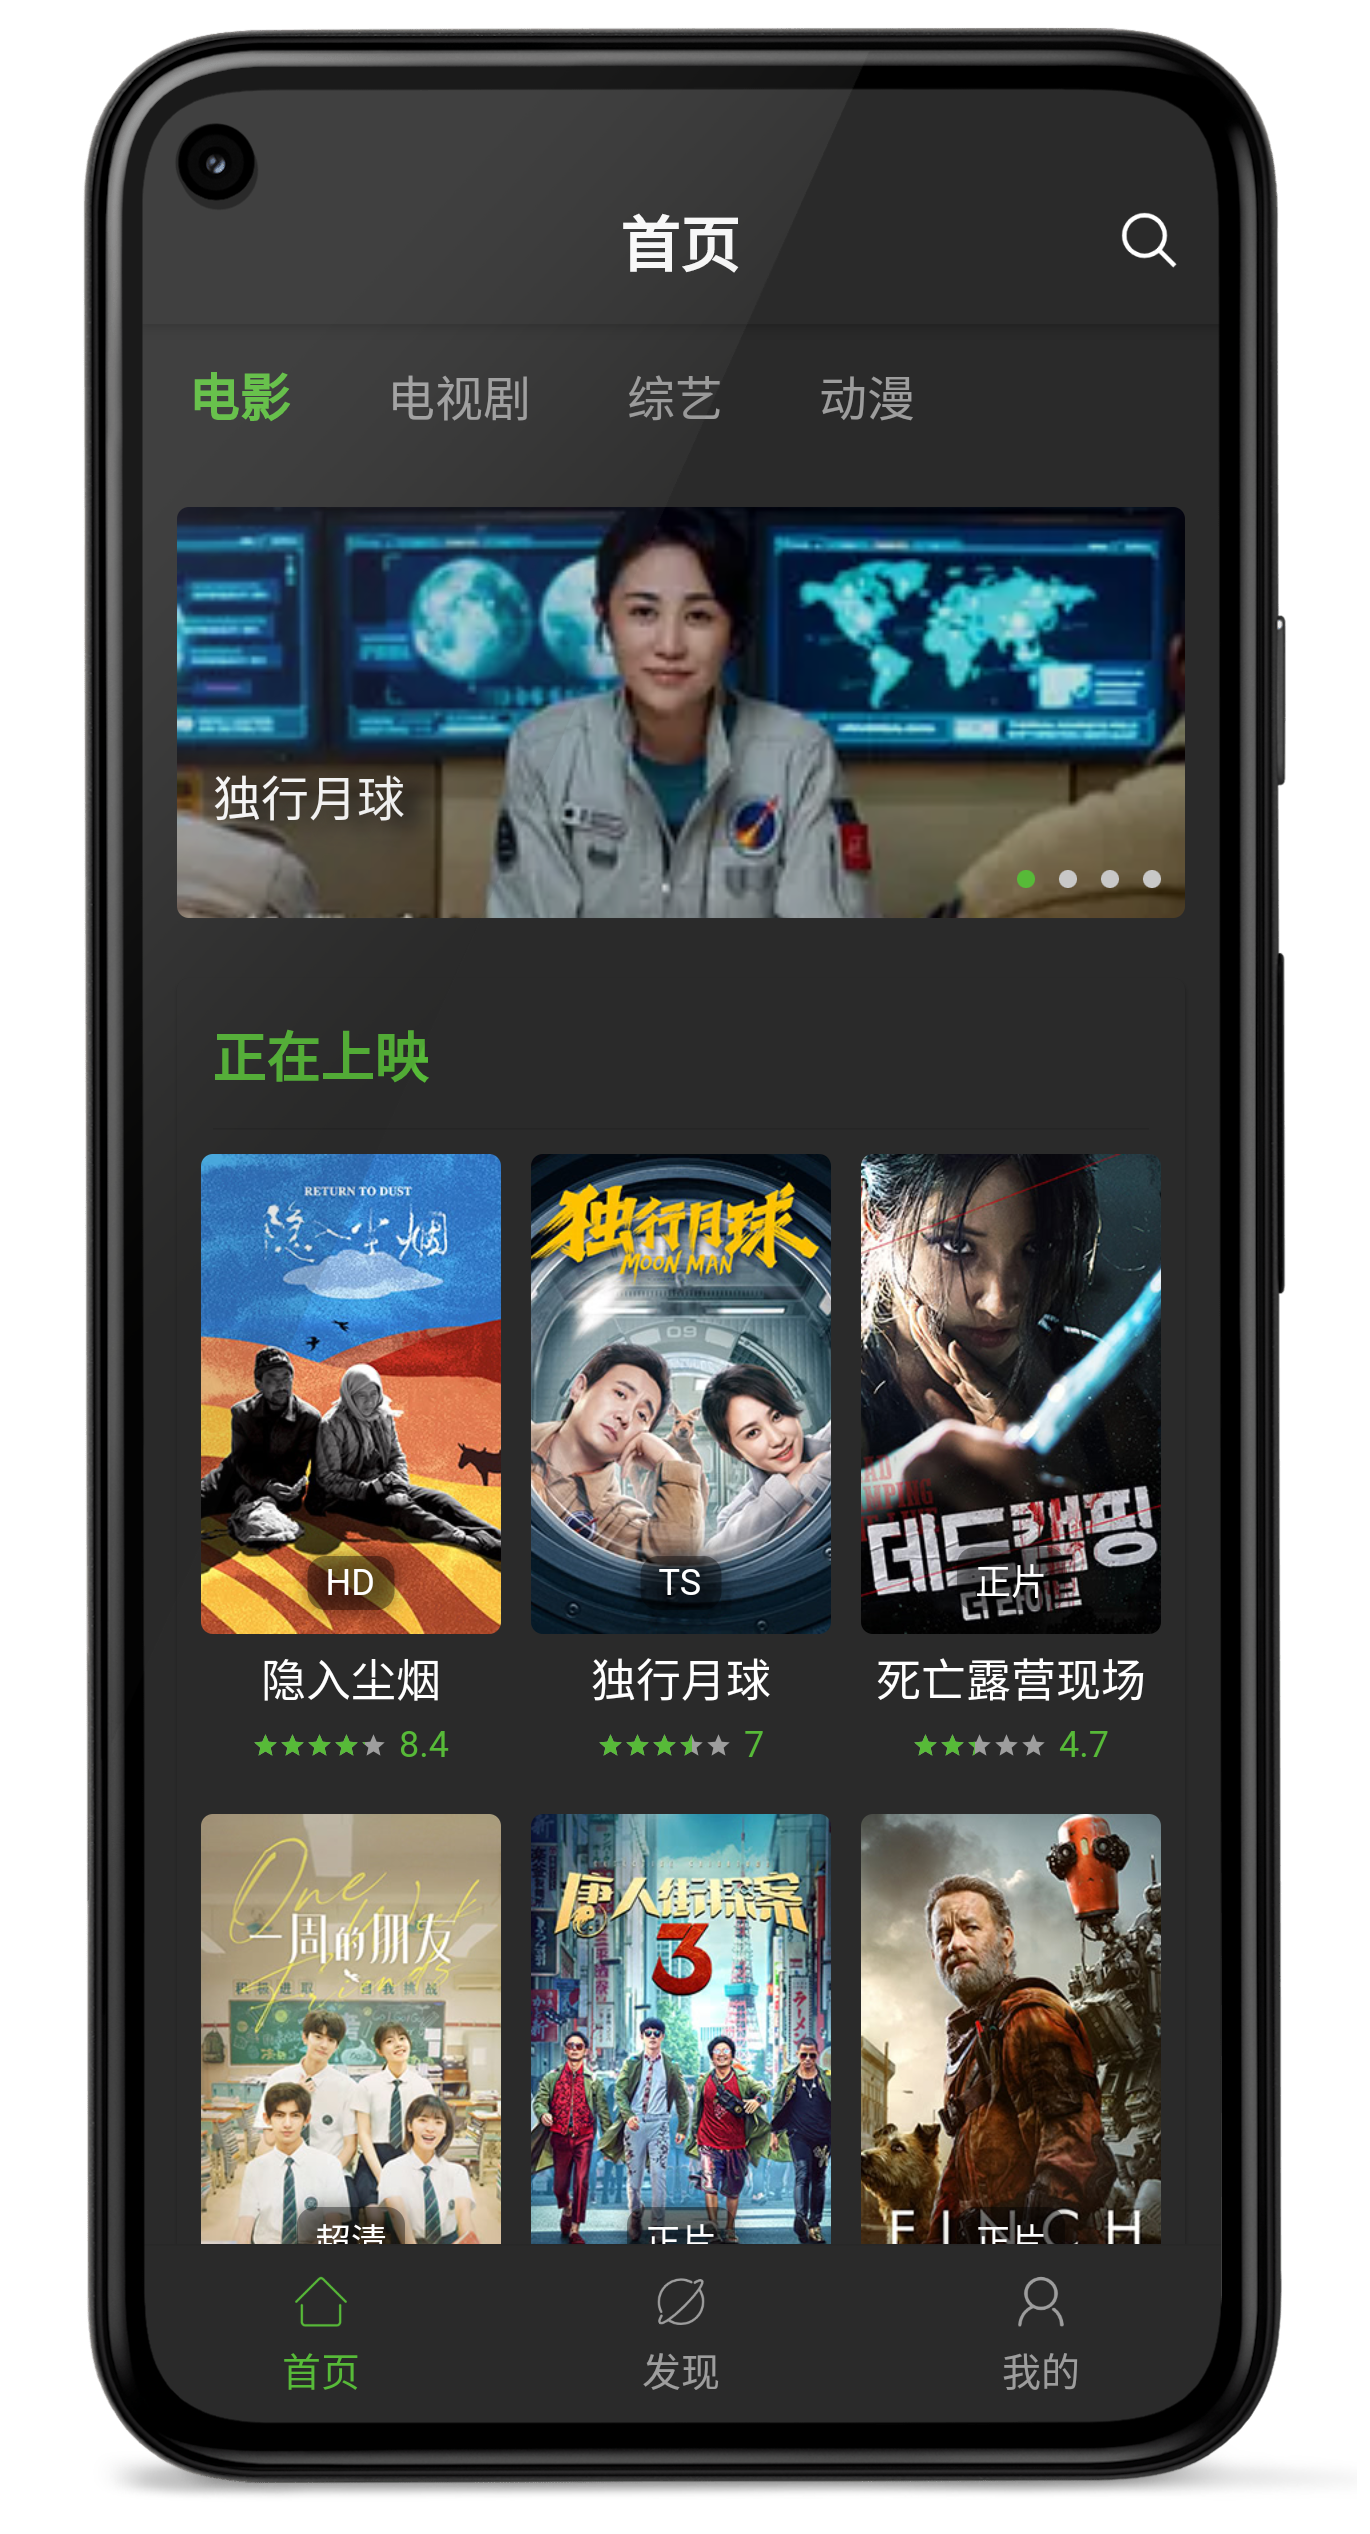 首页
电影 电视剧 综艺 动漫
独行月球
正在上映
RETURN TO DUST
隐入尘烟
HD
独行月球
MOON MAN
09
TS
데드캠핑
더 라이브
正片
隐入尘烟
8.4
独行月球
7
死亡露营现场
4.7
One Week
一周的朋友
Friends
超清
唐人街探案
3
正片
FINCH
正片
首页 发现 我的